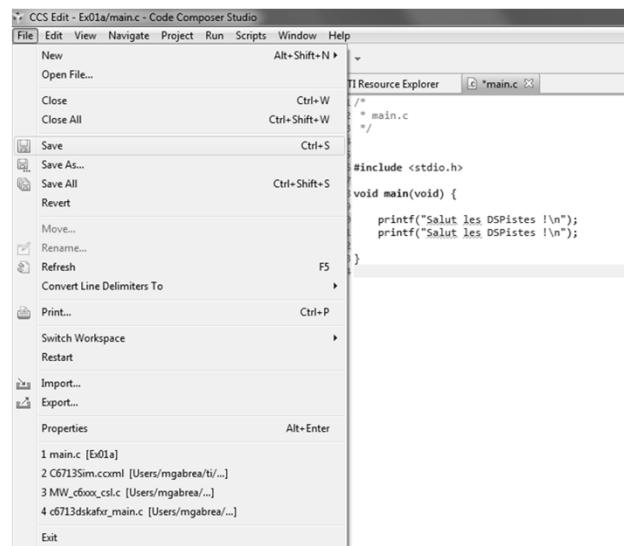 CCS Edit - Ex01a/main.c - Code Composer Studio
File Edit View Navigate Project Run Scripts Window Help
New Alt+Shift+N
Open File...
Close Ctrl+W
Close All Ctrl+Shift+W
Save Ctrl+S
Save As...
Save All Ctrl+Shift+S
Revert
Move...
Rename...
Refresh F5
Convert Line Delimiters To
Print... Ctrl+P
Switch Workspace
Restart
Import...
Export...
Properties Alt+Enter
1 main.c [Ex01a]
2 C6713Sim.ccxml [Users/mgabrea/ti/...]
3 MW_c6xxx_csl.c [Users/mgabrea/...]
4 c6713dskafxr_main.c [Users/mgabrea/...]
Exit
TI Resource Explorer *main.c
/*
* main.c
*/
#include <stdio.h>
void main(void) {
printf("Salut les DSPistes !\n");
printf("Salut les DSPistes !\n");
}